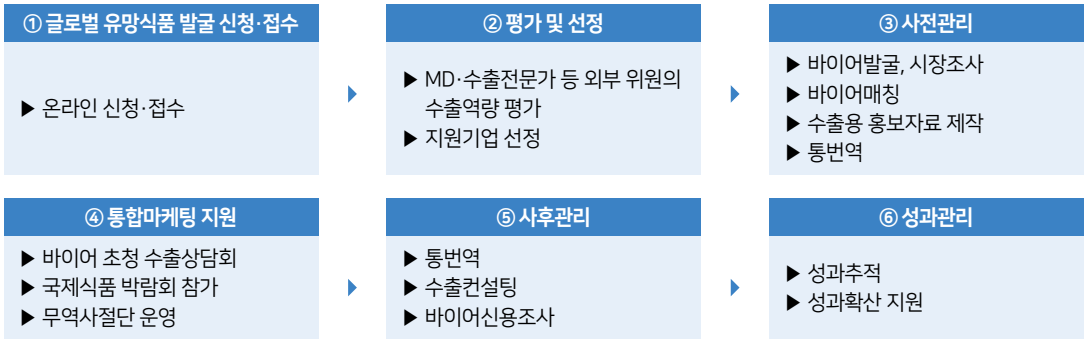 ① 글로벌 유망식품 발굴 신청·접수
▶ 온라인 신청·접수
② 평가 및 선정
▶ MD·수출전문가 등 외부 위원의
수출역량 평가
▶ 지원기업 선정
③ 사전관리
▶ 바이어발굴, 시장조사
▶ 바이어매칭
▶ 수출용 홍보자료 제작
▶ 통번역
④ 통합마케팅 지원
▶ 바이어 초청 수출상담회
▶ 국제식품 박람회 참가
▶ 무역사절단 운영
⑤ 사후관리
▶ 통번역
▶ 수출컨설팅
▶ 바이어신용조사
⑥ 성과관리
▶ 성과추적
▶ 성과확산 지원